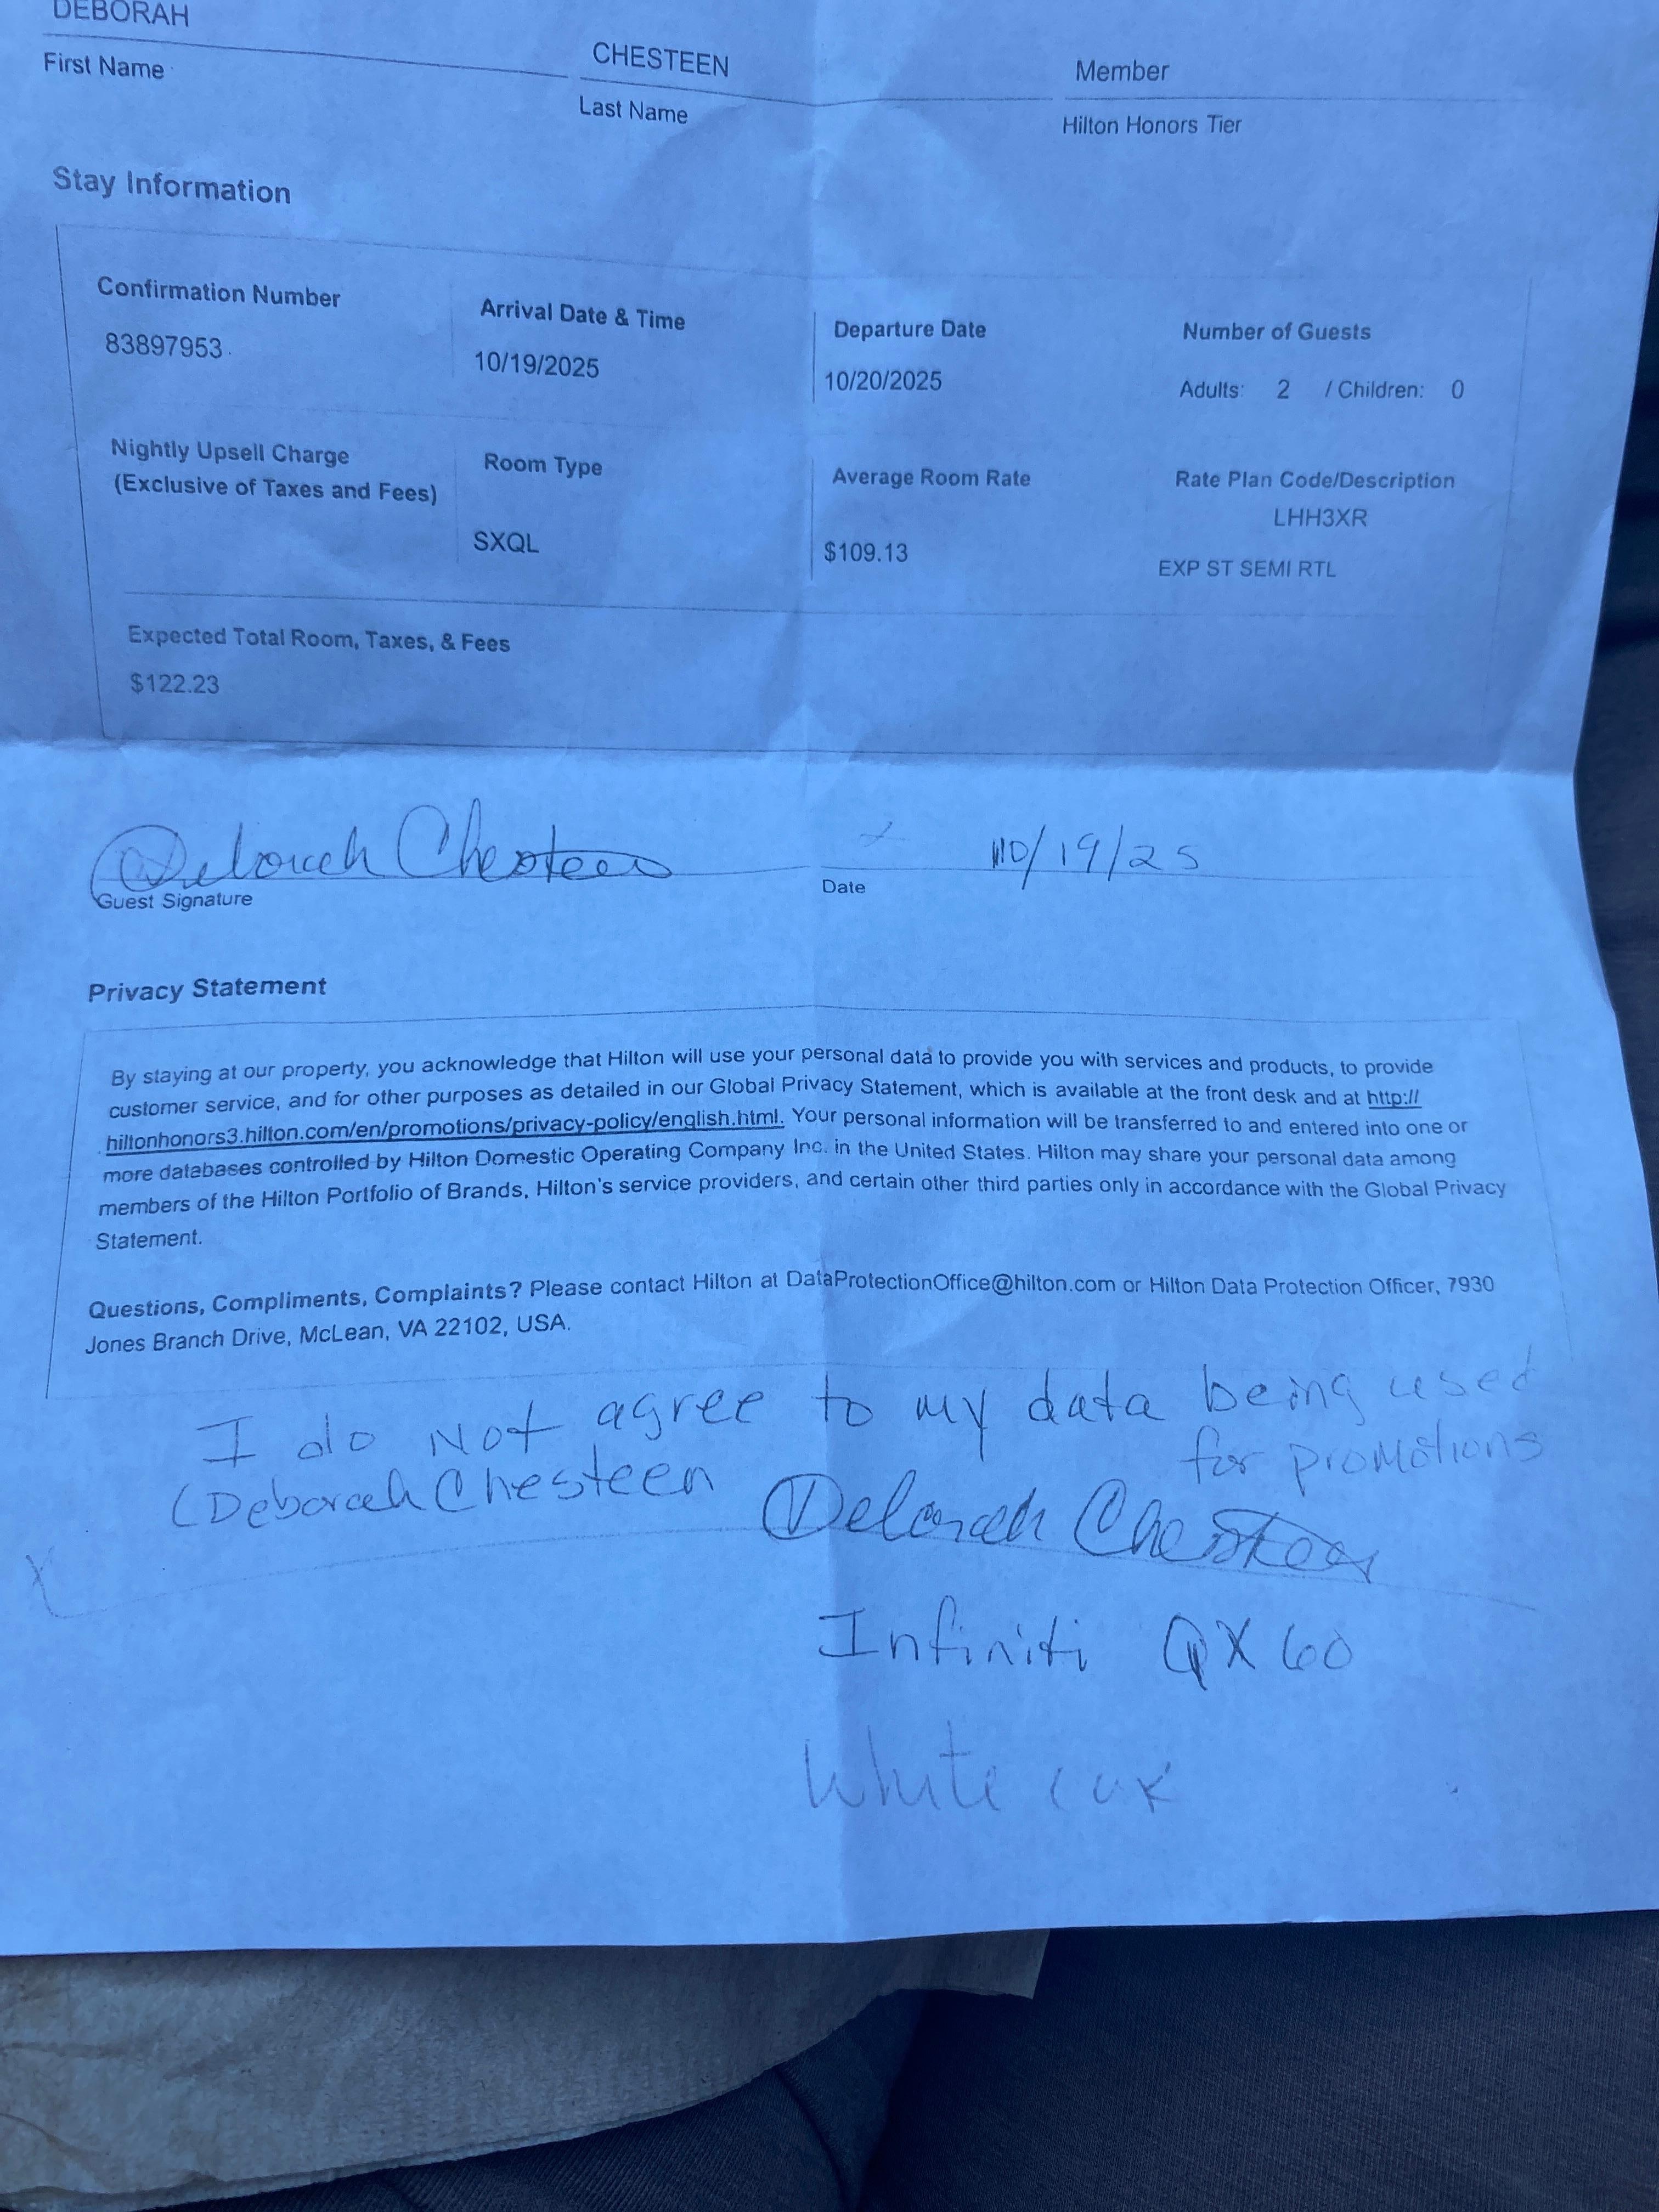 DEBORAH
CHESTEEN
Member
First Name
Last Name
Hilton Honors Tier
Stay Information
Confirmation Number
83897953
Arrival Date & Time
10/19/2025
Departure Date
10/20/2025
Number of Guests
Adults: 2 / Children: 0
Nightly Upsell Charge
(Exclusive of Taxes and Fees)
Room Type
SXQL
Average Room Rate
$109.13
Rate Plan Code/Description
LHH3XR
EXP ST SEMI RTL
Expected Total Room, Taxes, & Fees
$122.23
Deborah Chesteen
10/19/25
Guest Signature
Date
Privacy Statement
By staying at our property, you acknowledge that Hilton will use your personal data to provide you with services and products, to provide
customer service, and for other purposes as detailed in our Global Privacy Statement, which is available at the front desk and at http://
hiltonhonors3.hilton.com/en/promotions/privacy-policy/english.html. Your personal information will be transferred to and entered into one or
more databases controlled by Hilton Domestic Operating Company Inc. in the United States. Hilton may share your personal data among
members of the Hilton Portfolio of Brands, Hilton's service providers, and certain other third parties only in accordance with the Global Privacy
Statement.
Questions, Compliments, Complaints? Please contact Hilton at DataProtectionOffice@hilton.com or Hilton Data Protection Officer, 7930
Jones Branch Drive, McLean, VA 22102, USA.
I do NOT agree to my data being used
for promotions
(Deborah Chesteen Deborah Chesteen
Infiniti QX60
White car